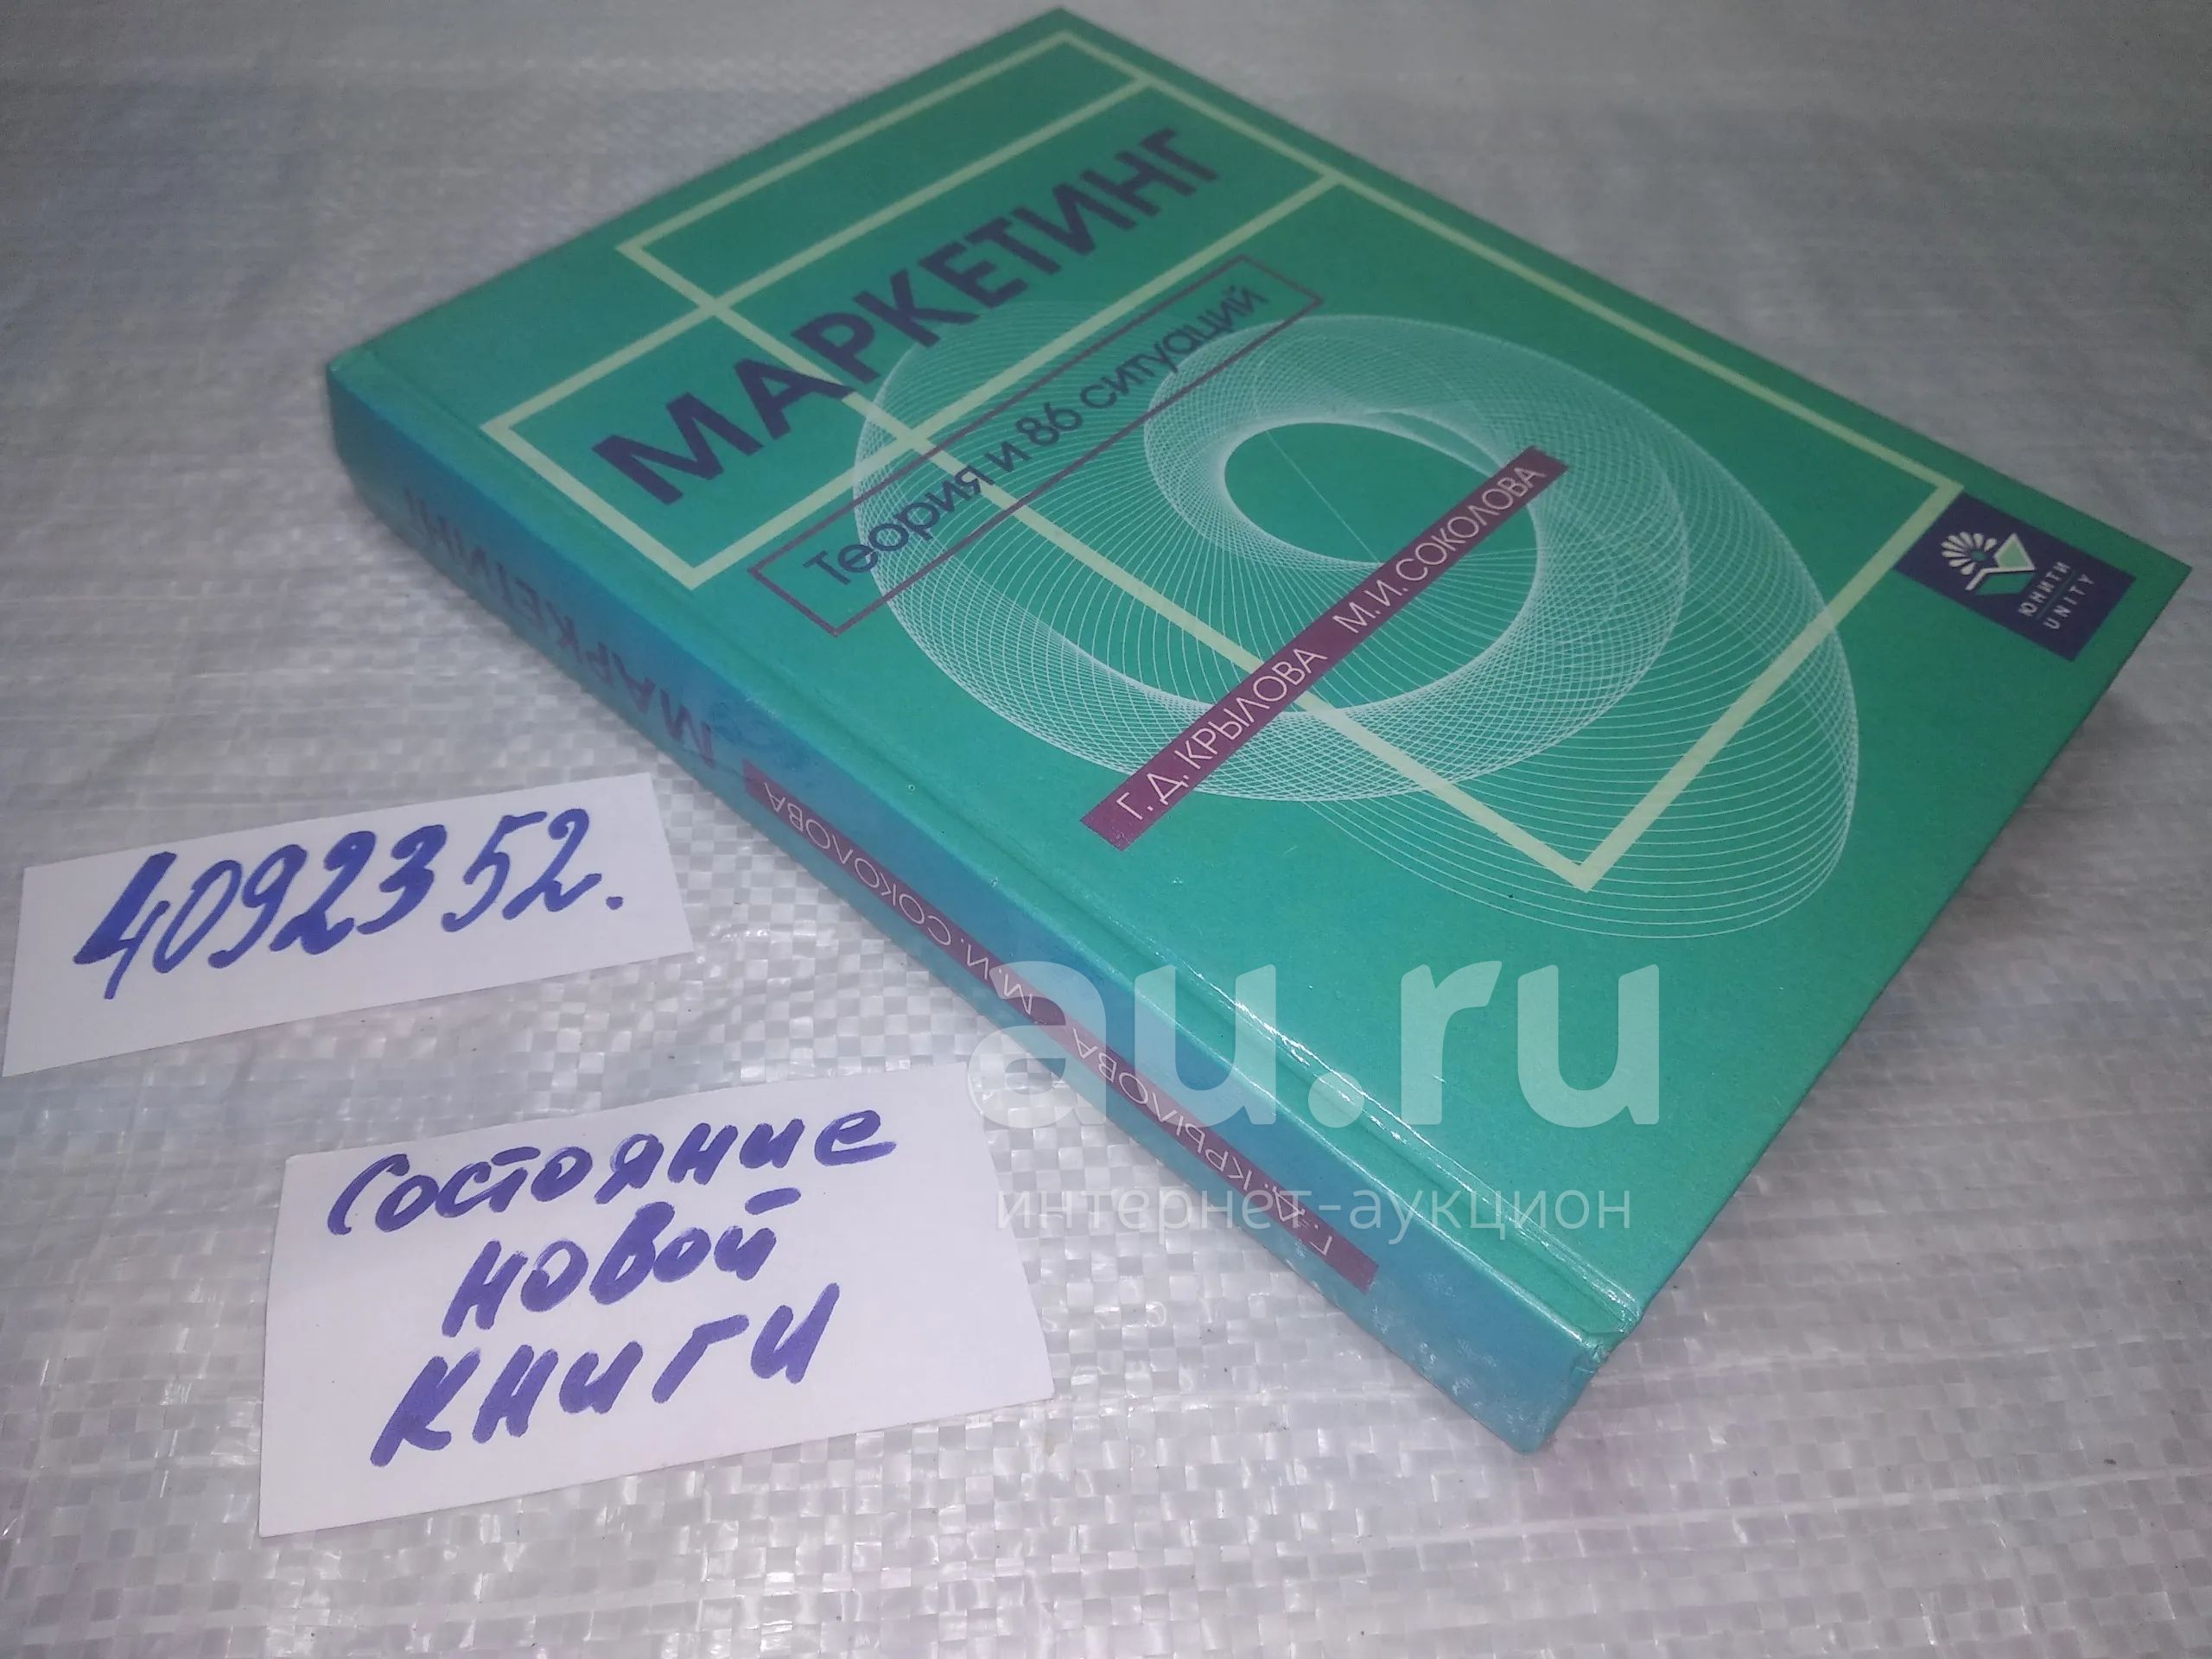 МАРКЕТИНГ
Теория и 86 ситуаций
Г.Д. КРЫЛОВА М.И. СОКОЛОВА
ЮНИТИ
UNITY
МАРКЕТИНГ
Г.Д. КРЫЛОВА М.И. СОКОЛОВА
4092352.
Состояние
новой
книги
au.ru
интернет-аукцион